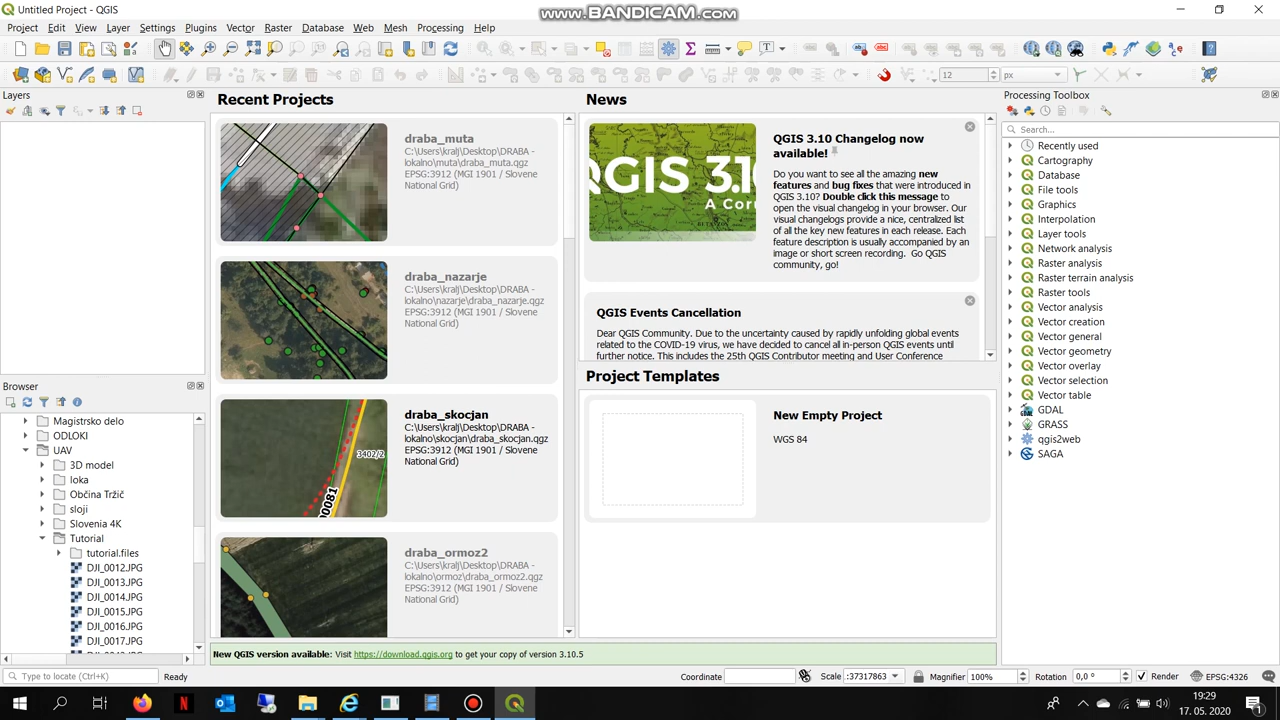 Untitled Project - QGIS
www.BANDICAM.com
Project Edit View Layer Settings Plugins Vector Raster Database Web Mesh Processing Help
12 px
Layers
Recent Projects
draba_muta
C:\Users\kralj\Desktop\DRABA -
lokalno\muta\draba_muta.qgz
EPSG:3912 (MGI 1901 / Slovene
National Grid)
draba_nazarje
C:\Users\kralj\Desktop\DRABA -
lokalno\nazarje\draba_nazarje.qgz
EPSG:3912 (MGI 1901 / Slovene
National Grid)
draba_skocjan
C:\Users\kralj\Desktop\DRABA -
lokalno\skocjan\draba_skocjan.qgz
EPSG:3912 (MGI 1901 / Slovene
National Grid)
3402/2
0081
draba_ormoz2
C:\Users\kralj\Desktop\DRABA -
lokalno\ormoz\draba_ormoz2.qgz
EPSG:3912 (MGI 1901 / Slovene
National Grid)
News
QGIS 3.1
A Cor
QGIS 3.10 Changelog now
available!
Do you want to see all the amazing new
features and bug fixes that were introduced in
QGIS 3.10? Double click this message to
open the visual changelog in your browser. Our
visual changelogs provide a nice, centralized list
of all the key new features in each release. Each
feature description is usually accompanied by an
image or short screen recording. Go QGIS
community, go!
QGIS Events Cancellation
Dear QGIS Community. Due to the uncertainty caused by rapidly unfolding global events
related to the COVID-19 virus, we have decided to cancel all in-person QGIS events until
further notice. This includes the 25th QGIS Contributor meeting and User Conference
Project Templates
New Empty Project
WGS 84
Processing Toolbox
Search...
Recently used
Cartography
Database
File tools
Graphics
Interpolation
Layer tools
Network analysis
Raster analysis
Raster terrain analysis
Raster tools
Vector analysis
Vector creation
Vector general
Vector geometry
Vector overlay
Vector selection
Vector table
GDAL
GRASS
qgis2web
SAGA
Browser
Magistrsko delo
ODLOKI
UAV
3D model
loka
Občina Tržič
sloji
Slovenia 4K
Tutorial
tutorial.files
DJI_0012.JPG
DJI_0013.JPG
DJI_0014.JPG
DJI_0015.JPG
DJI_0016.JPG
DJI_0017.JPG
New QGIS version available: Visit https://download.qgis.org to get your copy of version 3.10.5
Type to locate (Ctrl+K) Ready Coordinate Scale :37317863 Magnifier 100% Rotation 0,0 ° Render EPSG:4326
19:29
17. 05. 2020
1